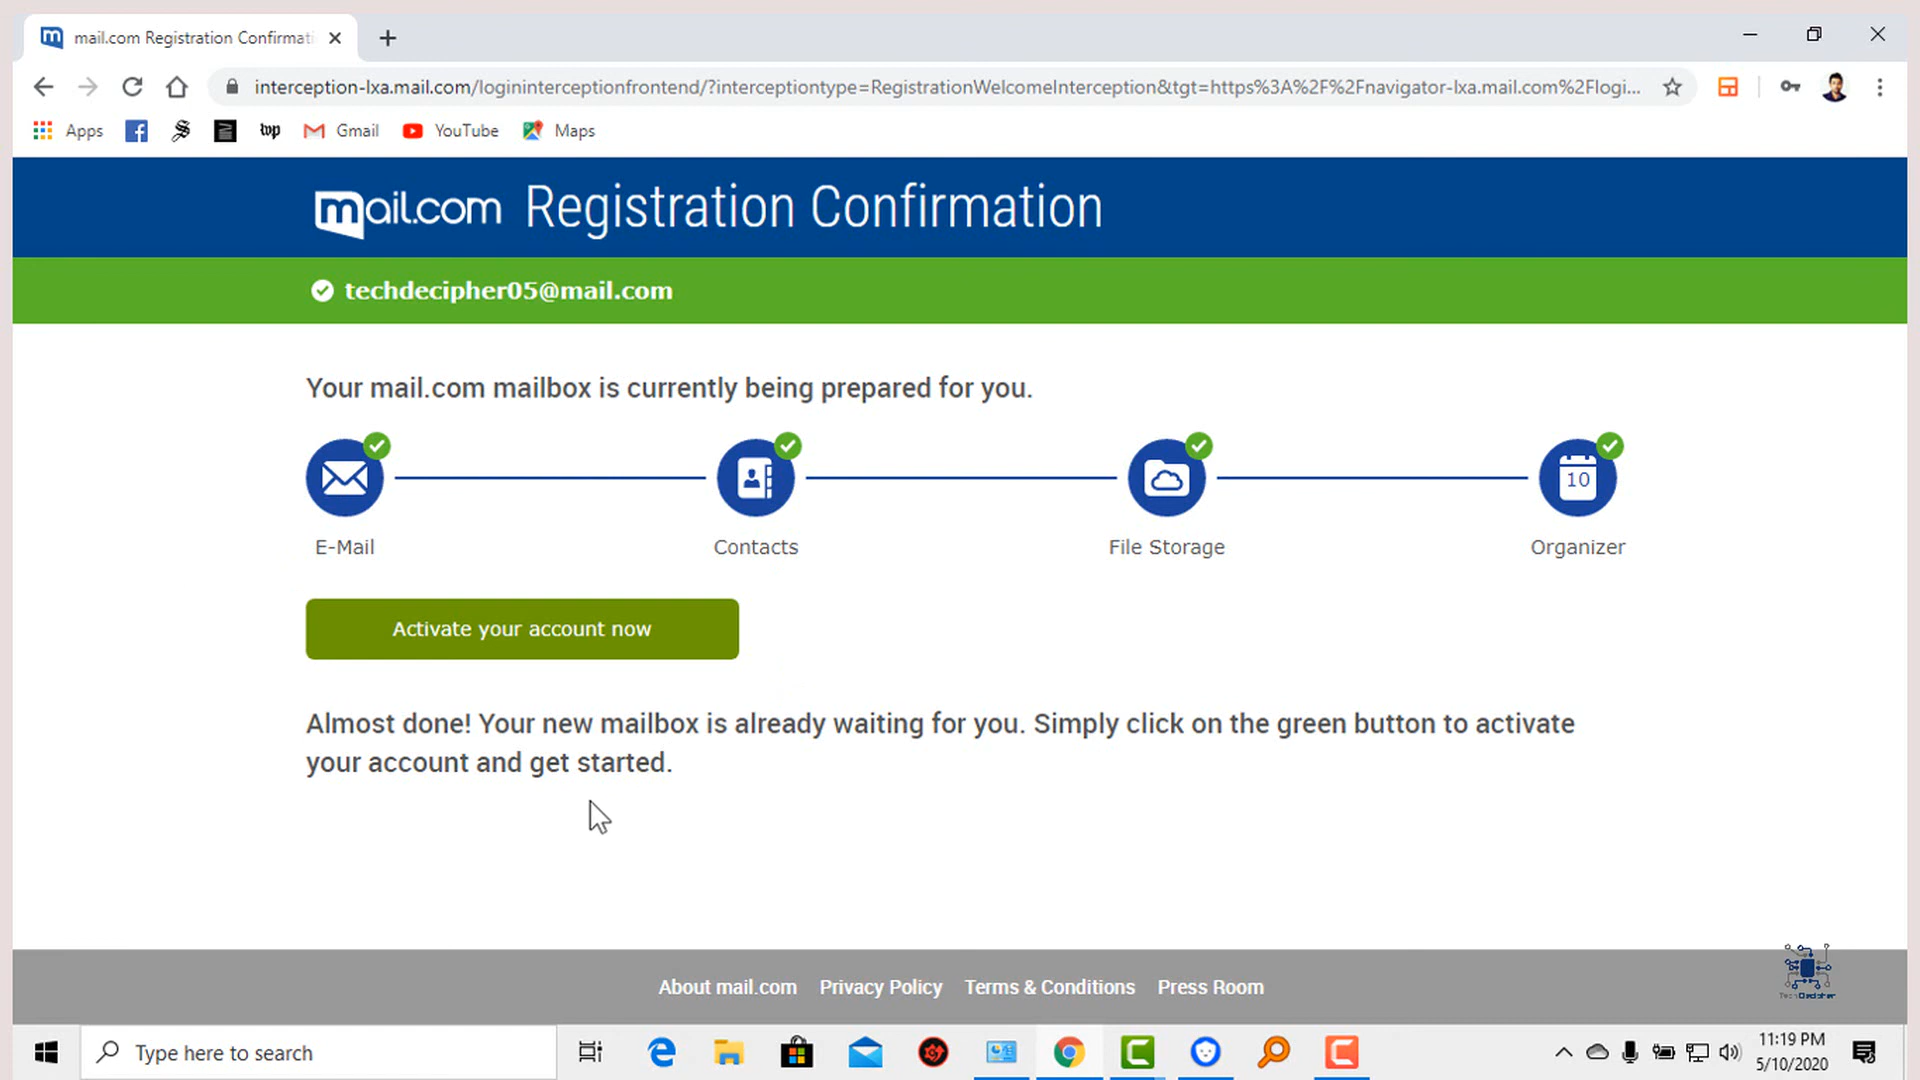 mail.com Registration Confirmati
interception-lxa.mail.com/logininterceptionfrontend/?interceptiontype=RegistrationWelcomeInterception&tgt=https%3A%2F%2Fnavigator-lxa.mail.com%2Flogi...
Apps wp Gmail YouTube Maps
mail.com Registration Confirmation
techdecipher05@mail.com
Your mail.com mailbox is currently being prepared for you.
10
E-Mail Contacts File Storage Organizer
Activate your account now
Almost done! Your new mailbox is already waiting for you. Simply click on the green button to activate
your account and get started.
About mail.com Privacy Policy Terms & Conditions Press Room
Tech Decipher
Type here to search
11:19 PM
5/10/2020